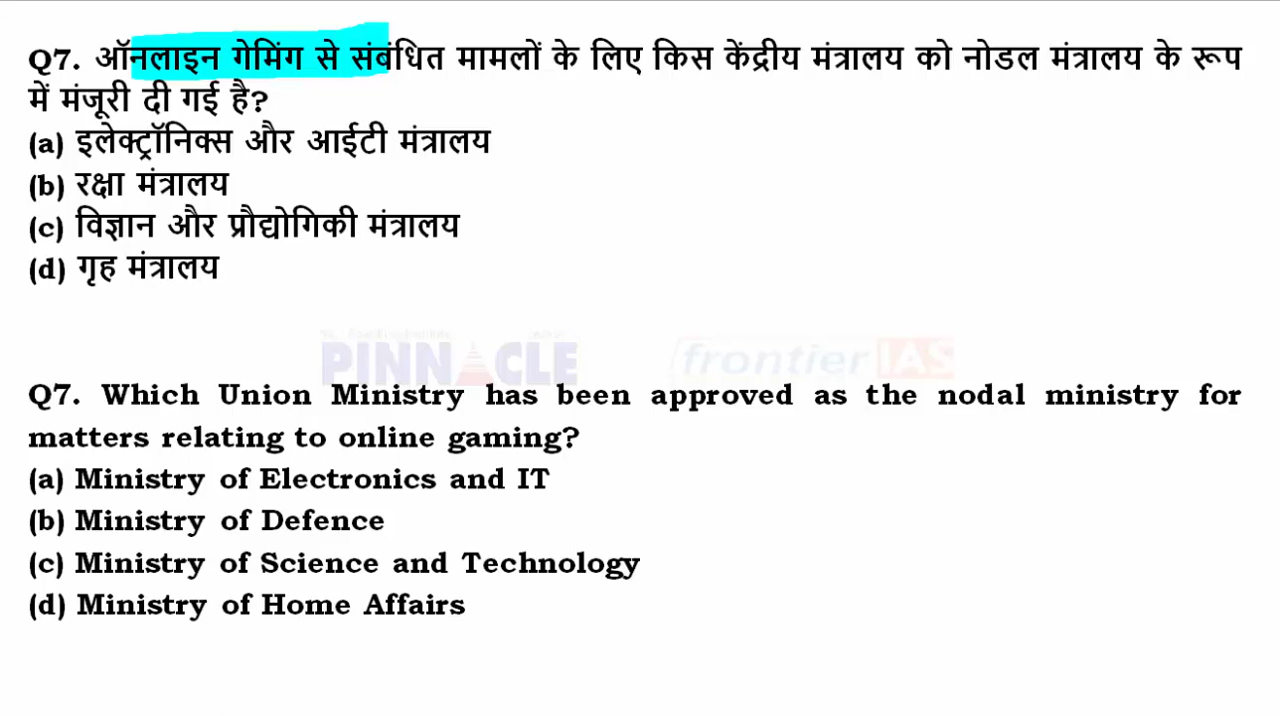 Q7. ऑनलाइन गेमिंग से संबंधित मामलों के लिए किस केंद्रीय मंत्रालय को नोडल मंत्रालय के रूप
में मंजूरी दी गई है?
(a) इलेक्ट्रॉनिक्स और आईटी मंत्रालय
(b) रक्षा मंत्रालय
(c) विज्ञान और प्रौद्योगिकी मंत्रालय
(d) गृह मंत्रालय
PINNACLE frontier IAS
Q7. Which Union Ministry has been approved as the nodal ministry for
matters relating to online gaming?
(a) Ministry of Electronics and IT
(b) Ministry of Defence
(c) Ministry of Science and Technology
(d) Ministry of Home Affairs